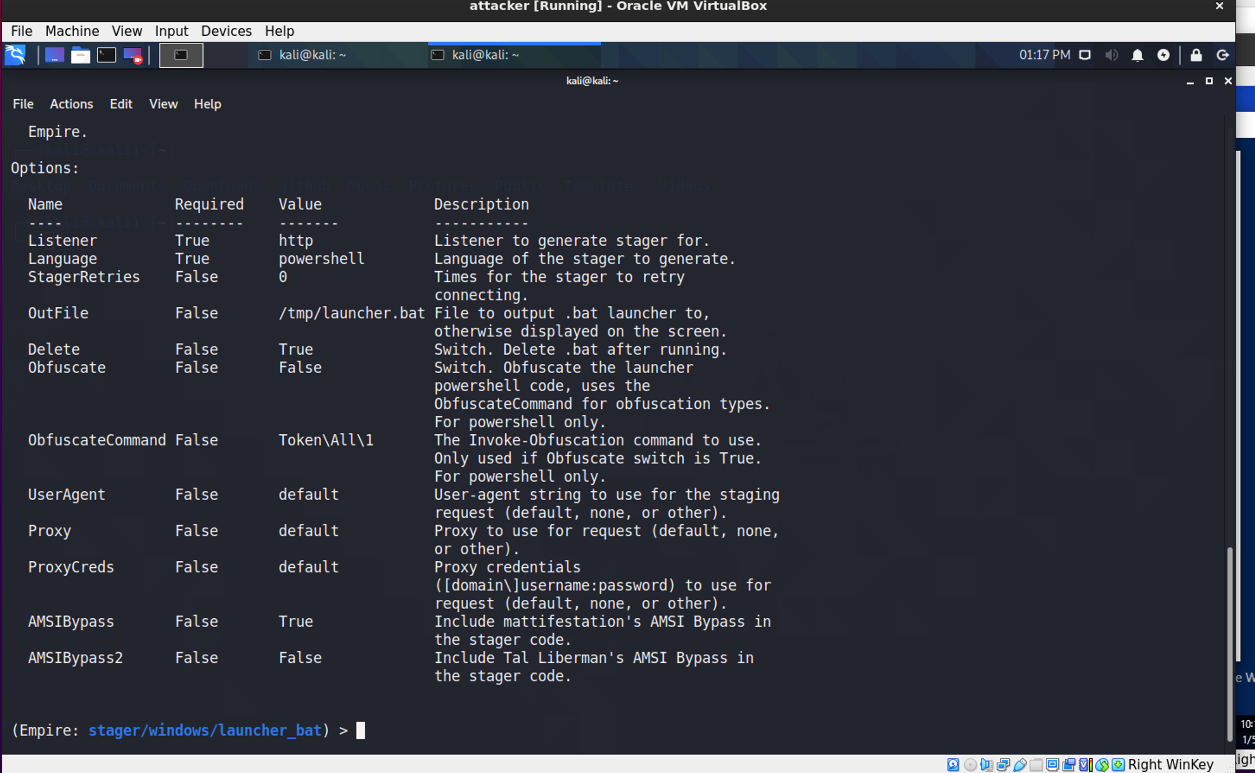 attacker [Running] - Oracle VM VirtualBox
File Machine View Input Devices Help
kali@kali: ~ kali@kali: ~ 01:17 PM
kali@kali: ~
File Actions Edit View Help
Empire.
Options:
Name Required Value Description
---- -------- ------- -----------
Listener True http Listener to generate stager for.
Language True powershell Language of the stager to generate.
StagerRetries False 0 Times for the stager to retry
connecting.
OutFile False /tmp/launcher.bat File to output .bat launcher to,
otherwise displayed on the screen.
Delete False True Switch. Delete .bat after running.
Obfuscate False False Switch. Obfuscate the launcher
powershell code, uses the
ObfuscateCommand for obfuscation types.
For powershell only.
ObfuscateCommand False Token\All\1 The Invoke-Obfuscation command to use.
Only used if Obfuscate switch is True.
For powershell only.
UserAgent False default User-agent string to use for the staging
request (default, none, or other).
Proxy False default Proxy to use for request (default, none,
or other).
ProxyCreds False default Proxy credentials
([domain\]username:password) to use for
request (default, none, or other).
AMSIBypass False True Include mattifestation's AMSI Bypass in
the stager code.
AMSIBypass2 False False Include Tal Liberman's AMSI Bypass in
the stager code.
(Empire: stager/windows/launcher_bat) >
Right WinKey